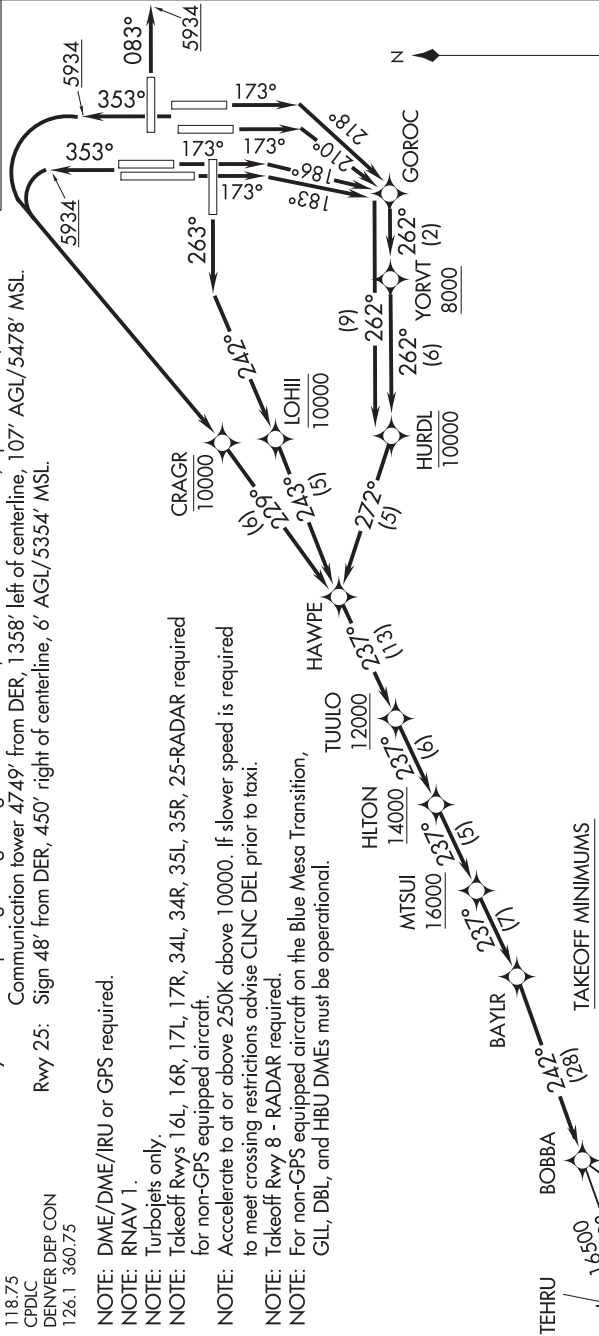 118.75
CPDLC
DENVER DEP CON
126.1 360.75
Communication tower 4749' from DER, 1358' left of centerline, 107' AGL/5478' MSL.
Rwy 25: Sign 48' from DER, 450' right of centerline, 6' AGL/5354' MSL.
NOTE: DME/DME/IRU or GPS required.
NOTE: RNAV 1.
NOTE: Turbojets only.
NOTE: Takeoff Rwys 16L, 16R, 17L, 17R, 34L, 34R, 35L, 35R, 25-RADAR required
for non-GPS equipped aircraft.
NOTE: Acccelerate to at or above 250K above 10000. If slower speed is required
to meet crossing restrictions advise CLNC DEL prior to taxi.
NOTE: Takeoff Rwy 8 - RADAR required.
NOTE: For non-GPS equipped aircraft on the Blue Mesa Transition,
GLL, DBL, and HBU DMEs must be operational.
5934
083°
5934
353°
173°
218°
353°
173°
173°
210°
186°
5934
173°
183°
GOROC
263°
262°
(2)
YORVT
8000
242°
(9)
262°
262°
(6)
LOHII
10000
HURDL
10000
CRAGR
10000
229°
(6)
243°
(5)
272°
(5)
HAWPE
237°
(13)
TUULO
12000
237°
(6)
HLTON
14000
237°
(5)
MTSUI
16000
237°
(7)
BAYLR
242°
(28)
BOBBA
16500
TEHRU
TAKEOFF MINIMUMS
N